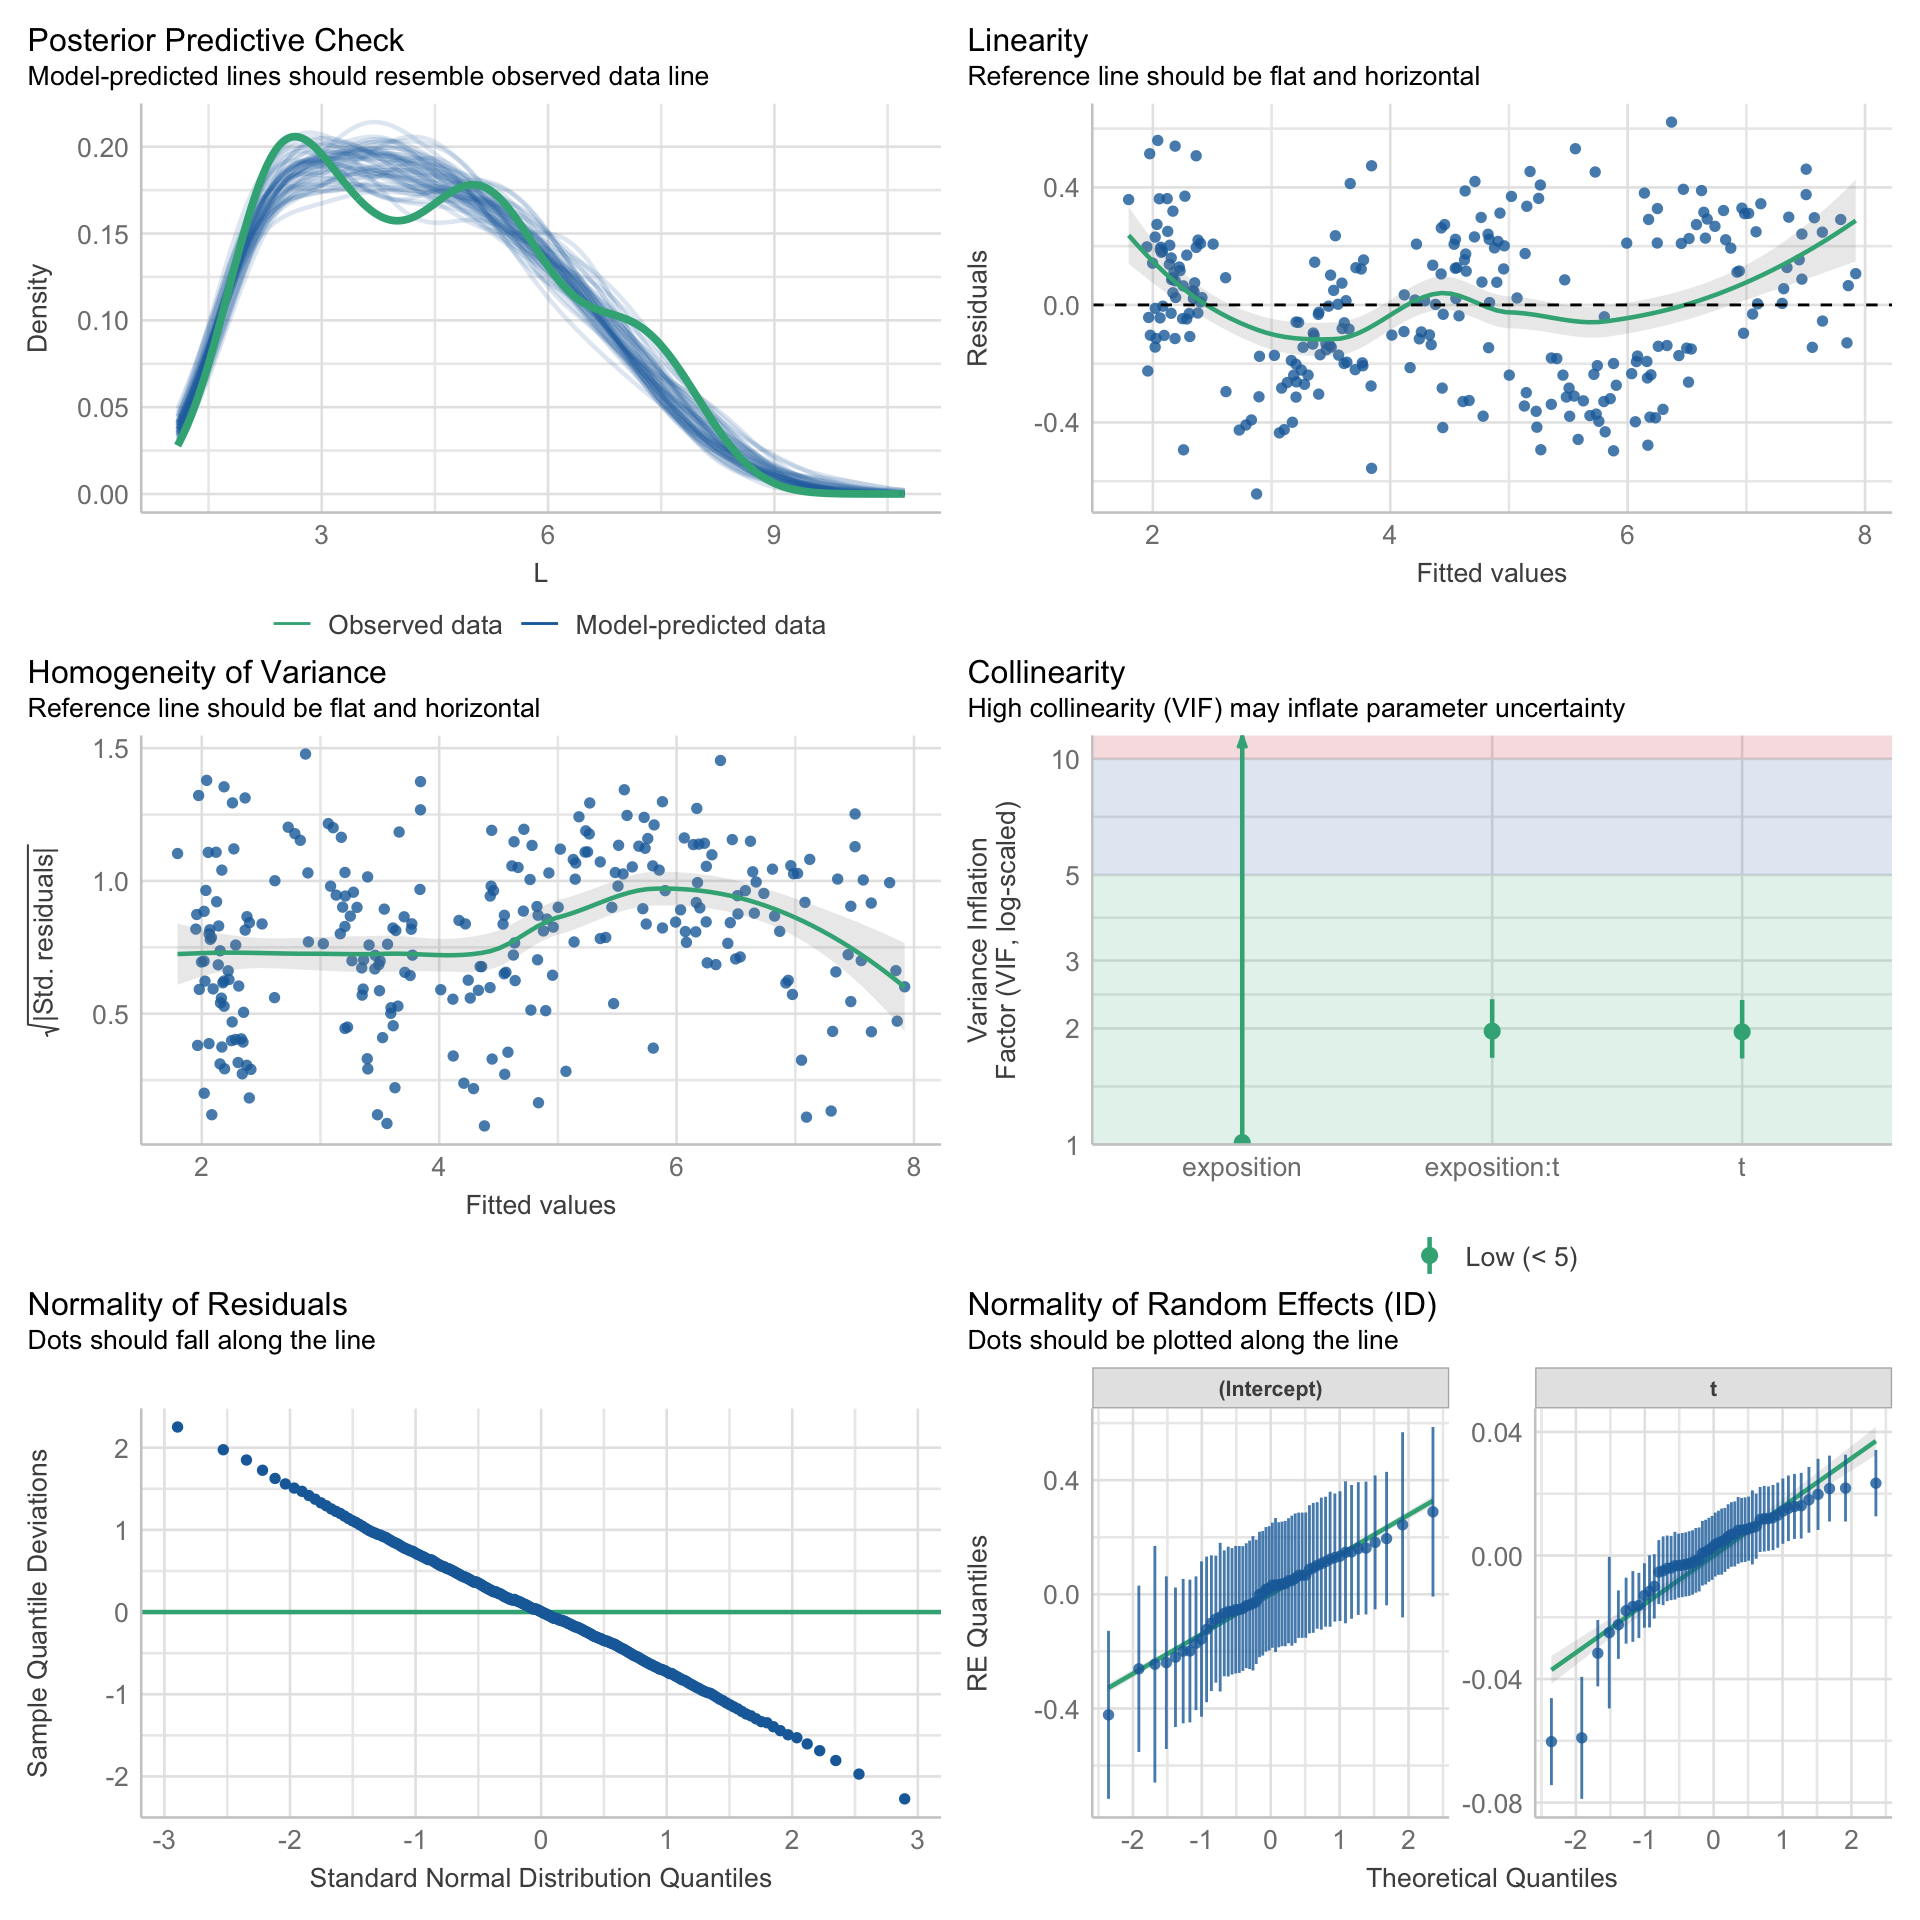 Posterior Predictive Check
Model-predicted lines should resemble observed data line
Density
0.20
0.15
0.10
0.05
0.00
3
6
9
L
Observed data
Model-predicted data
Linearity
Reference line should be flat and horizontal
Residuals
0.4
0.0
-0.4
2
4
6
8
Fitted values
Homogeneity of Variance
Reference line should be flat and horizontal
√|Std. residuals|
1.5
1.0
0.5
2
4
6
8
Fitted values
Collinearity
High collinearity (VIF) may inflate parameter uncertainty
Variance Inflation
Factor (VIF, log-scaled)
10
5
3
2
1
exposition
exposition:t
t
Low (< 5)
Normality of Residuals
Dots should fall along the line
Sample Quantile Deviations
2
1
0
-1
-2
-3
-2
-1
0
1
2
3
Standard Normal Distribution Quantiles
Normality of Random Effects (ID)
Dots should be plotted along the line
(Intercept)
t
RE Quantiles
0.4
0.0
-0.4
-2
-1
0
1
2
0.04
0.00
-0.04
-0.08
-2
-1
0
1
2
Theoretical Quantiles